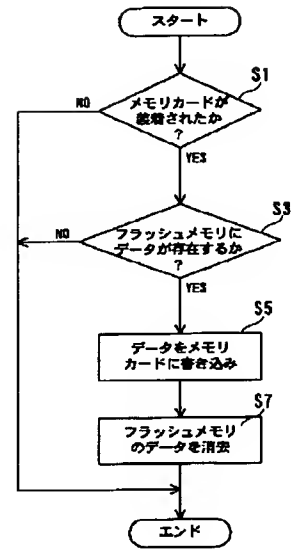 スタート
S1
メモリカードが
装着されたか
?
NO
YES
S3
フラッシュメモリに
データが存在するか
?
NO
YES
S5
データをメモリ
カードに書き込み
S7
フラッシュメモリ
のデータを消去
エンド